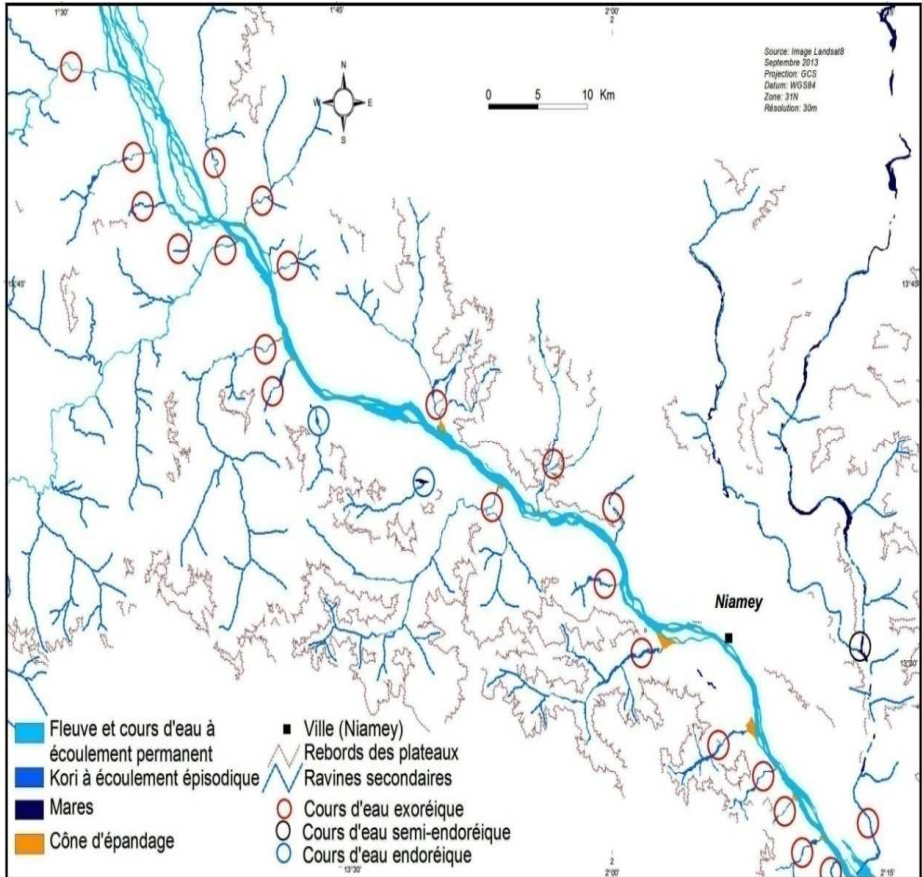 1°30'
1°45'
2°00'
2
N
W E
S
0 5 10 Km
Source: Image Landsat8
Septembre 2013
Projection: GCS
Datum: WGS84
Zone: 31N
Résolution: 30m
13°45'
Niamey
Fleuve et cours d'eau à
écoulement permanent
Kori à écoulement épisodique
Mares
Cône d'épandage
Ville (Niamey)
Rebords des plateaux
Ravines secondaires
Cours d'eau exoréique
Cours d'eau semi-endoréique
Cours d'eau endoréique
13°30'
2
2°00'
2°15'